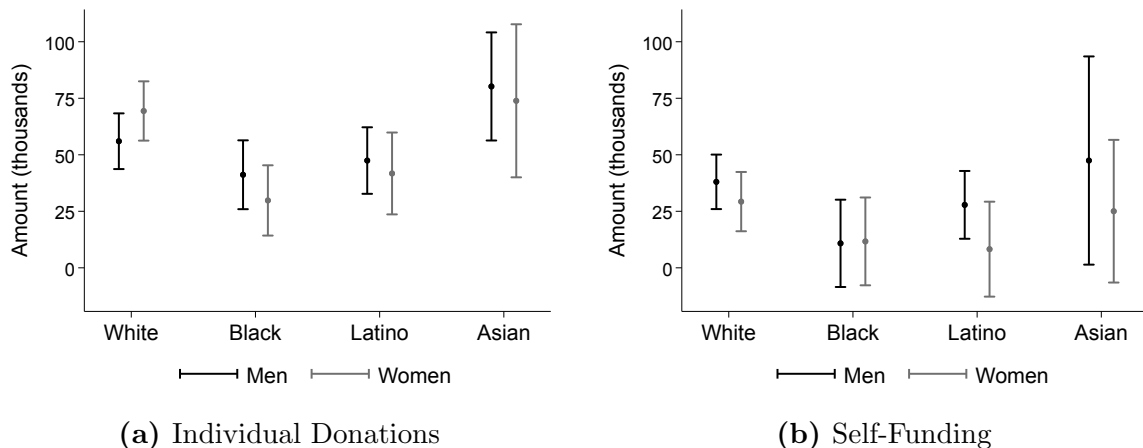 Amount (thousands)
100
75
50
25
0
White Black Latino Asian
Men Women
(a) Individual Donations
Amount (thousands)
100
75
50
25
0
White Black Latino Asian
Men Women
(b) Self-Funding